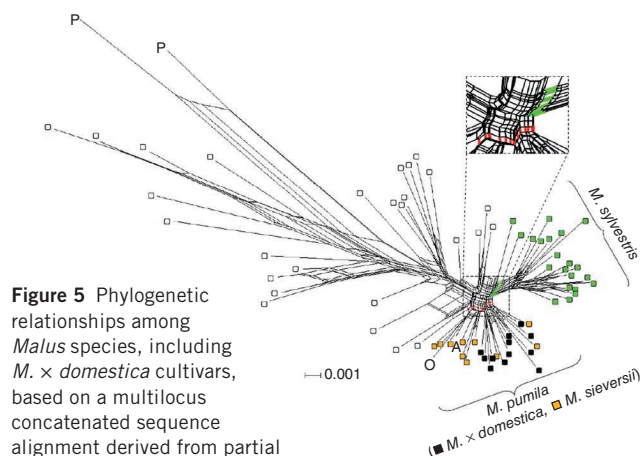 P
P
M. sylvestris
A
O
0.001
M. pumila
(■ M. × domestica, ■ M. sieversii)
Figure 5 Phylogenetic
relationships among
Malus species, including
M. × domestica cultivars,
based on a multilocus
concatenated sequence
alignment derived from partial